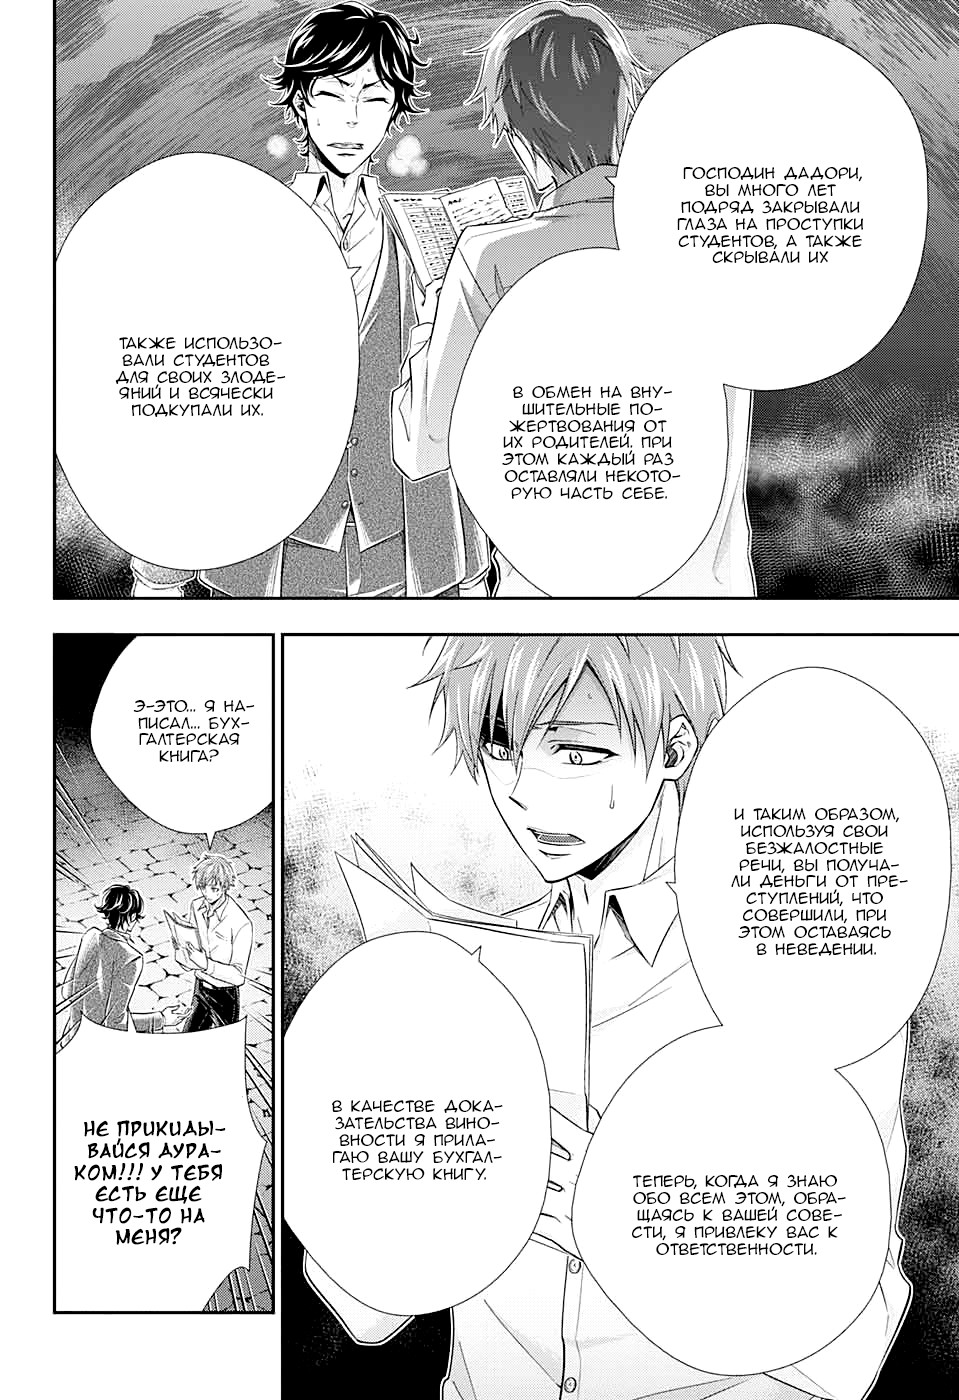 ГОСПОДИН ДАДОРИ,
ВЫ МНОГО ЛЕТ
ПОДРЯД ЗАКРЫВАЛИ
ГЛАЗА НА ПРОСТУПКИ
СТУДЕНТОВ, А ТАКЖЕ
СКРЫВАЛИ ИХ
В ОБМЕН НА ВНУ-
ШИТЕЛЬНЫЕ ПО-
ЖЕРТВОВАНИЯ ОТ
ИХ РОДИТЕЛЕЙ. ПРИ
ЭТОМ КАЖДЫЙ РАЗ
ОСТАВЛЯЛИ НЕКОТО-
РУЮ ЧАСТЬ СЕБЕ.
ТАКЖЕ ИСПОЛЬЗО-
ВАЛИ СТУДЕНТОВ
ДЛЯ СВОИХ ЗЛОДЕ-
ЯНИЙ И ВСЯЧЕСКИ
ПОДКУПАЛИ ИХ.
И ТАКИМ ОБРАЗОМ,
ИСПОЛЬЗУЯ СВОИ
БЕЗЖАЛОСТНЫЕ
РЕЧИ, ВЫ ПОЛУЧА-
ЛИ ДЕНЬГИ ОТ ПРЕ-
СТУПЛЕНИЙ, ЧТО
СОВЕРШИЛИ, ПРИ
ЭТОМ ОСТАВАЯСЬ
В НЕВЕДЕНИИ.
ТЕПЕРЬ, КОГДА Я ЗНАЮ
ОБО ВСЕМ ЭТОМ, ОБРА-
ЩАЯСЬ К ВАШЕЙ СОВЕ-
СТИ, Я ПРИВЛЕКУ ВАС К
ОТВЕТСТВЕННОСТИ.
В КАЧЕСТВЕ ДОКА-
ЗАТЕЛЬСТВА ВИНО-
ВНОСТИ Я ПРИЛА-
ГАЮ ВАШУ БУХГАЛ-
ТЕРСКУЮ КНИГУ.
Э-ЭТО... Я НА-
ПИСАЛ... БУХ-
ГАЛТЕРСКАЯ
КНИГА?
НЕ ПРИКИДЫ-
ВАЙСЯ ДУРА-
КОМ!!! У ТЕБЯ
ЕСТЬ ЕЩЕ
ЧТО-ТО НА
МЕНЯ?